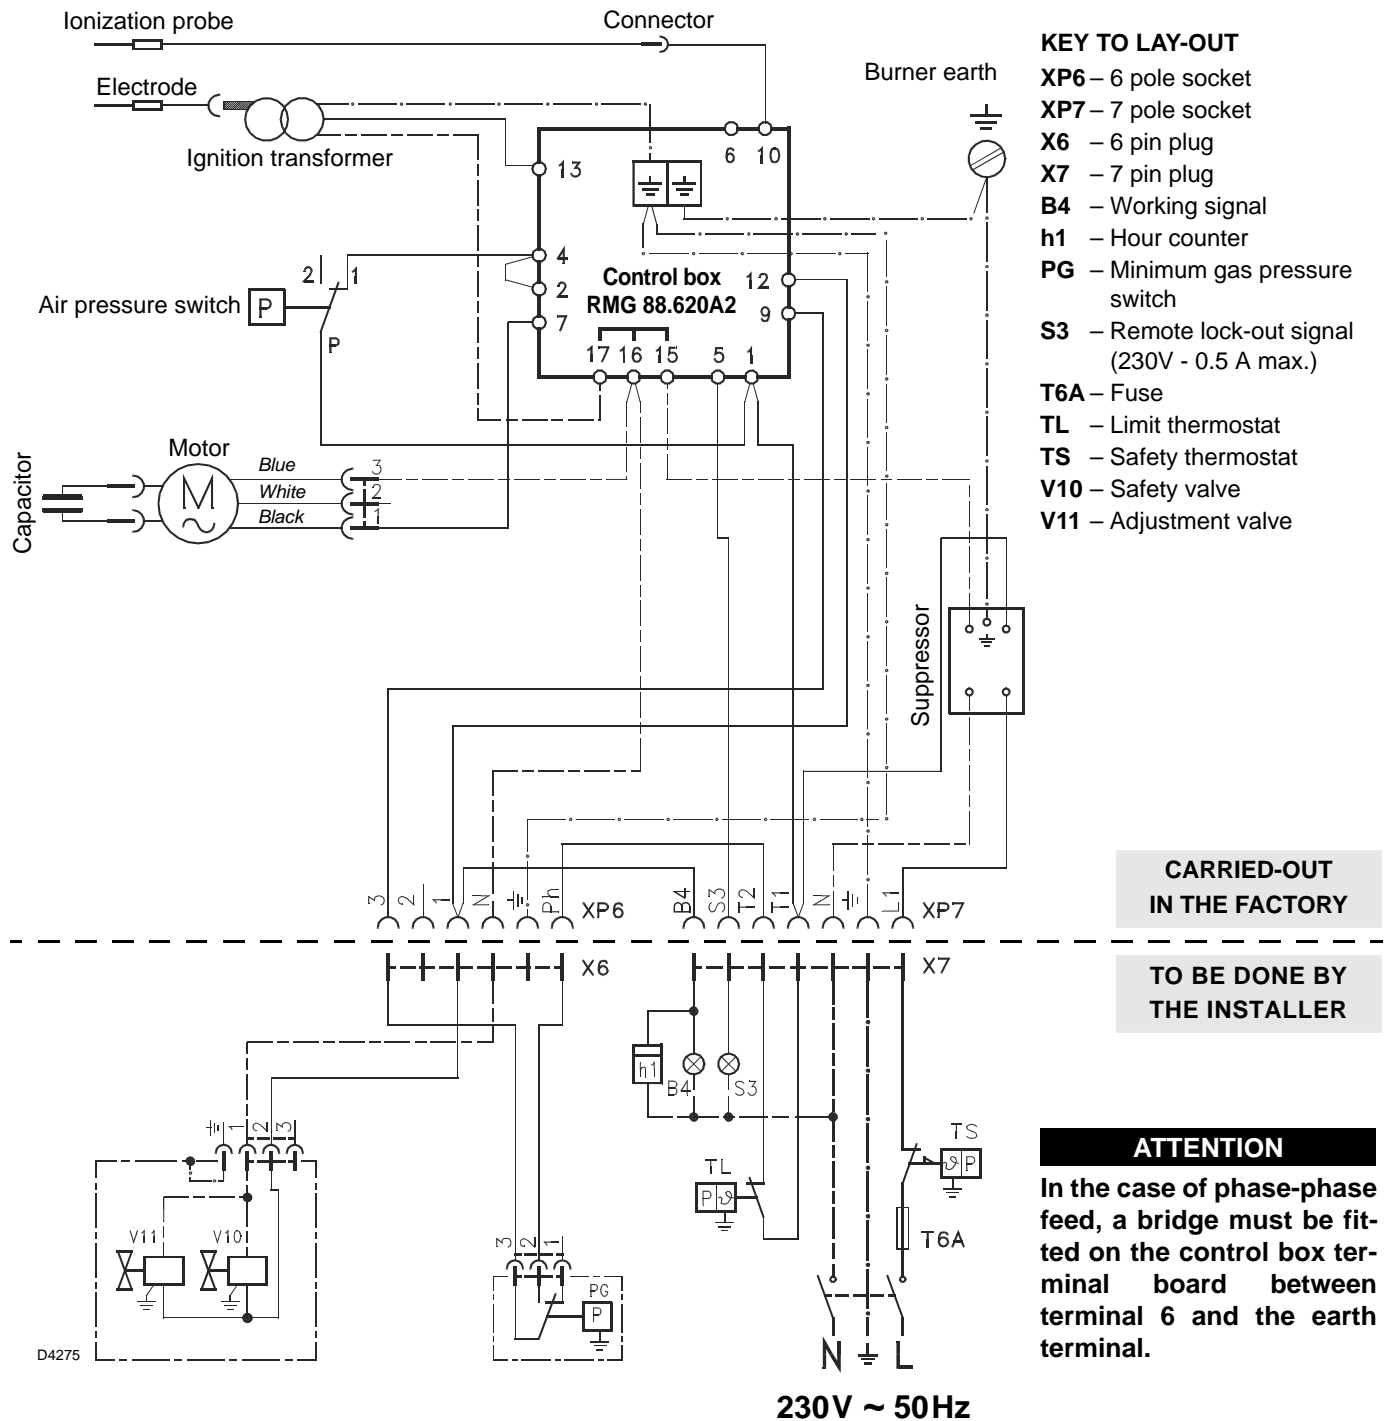 Ionization probe
Connector
KEY TO LAY-OUT
XP6 – 6 pole socket
XP7 – 7 pole socket
X6 – 6 pin plug
X7 – 7 pin plug
B4 – Working signal
h1 – Hour counter
PG – Minimum gas pressure
switch
S3 – Remote lock-out signal
(230V - 0.5 A max.)
T6A – Fuse
TL – Limit thermostat
TS – Safety thermostat
V10 – Safety valve
V11 – Adjustment valve
Burner earth
Electrode
Ignition transformer
13
6 10
4
2
7
Control box
RMG 88.620A2
12
9
17 16 15 5 1
2 1
Air pressure switch P
P
Motor
M
Capacitor
Blue
White
Black
3
2
1
Suppressor
3 2 1 N Ph XP6
B4 S3 T2 T1 N L1 XP7
CARRIED-OUT
IN THE FACTORY
X6
X7
TO BE DONE BY
THE INSTALLER
h1
B4
S3
1 2 3
V11
V10
3 2 1
PG
P
TL
P ϑ
TS
ϑ P
T6A
N L
230V ~ 50Hz
D4275
ATTENTION
In the case of phase-phase
feed, a bridge must be fit-
ted on the control box ter-
minal board between
terminal 6 and the earth
terminal.